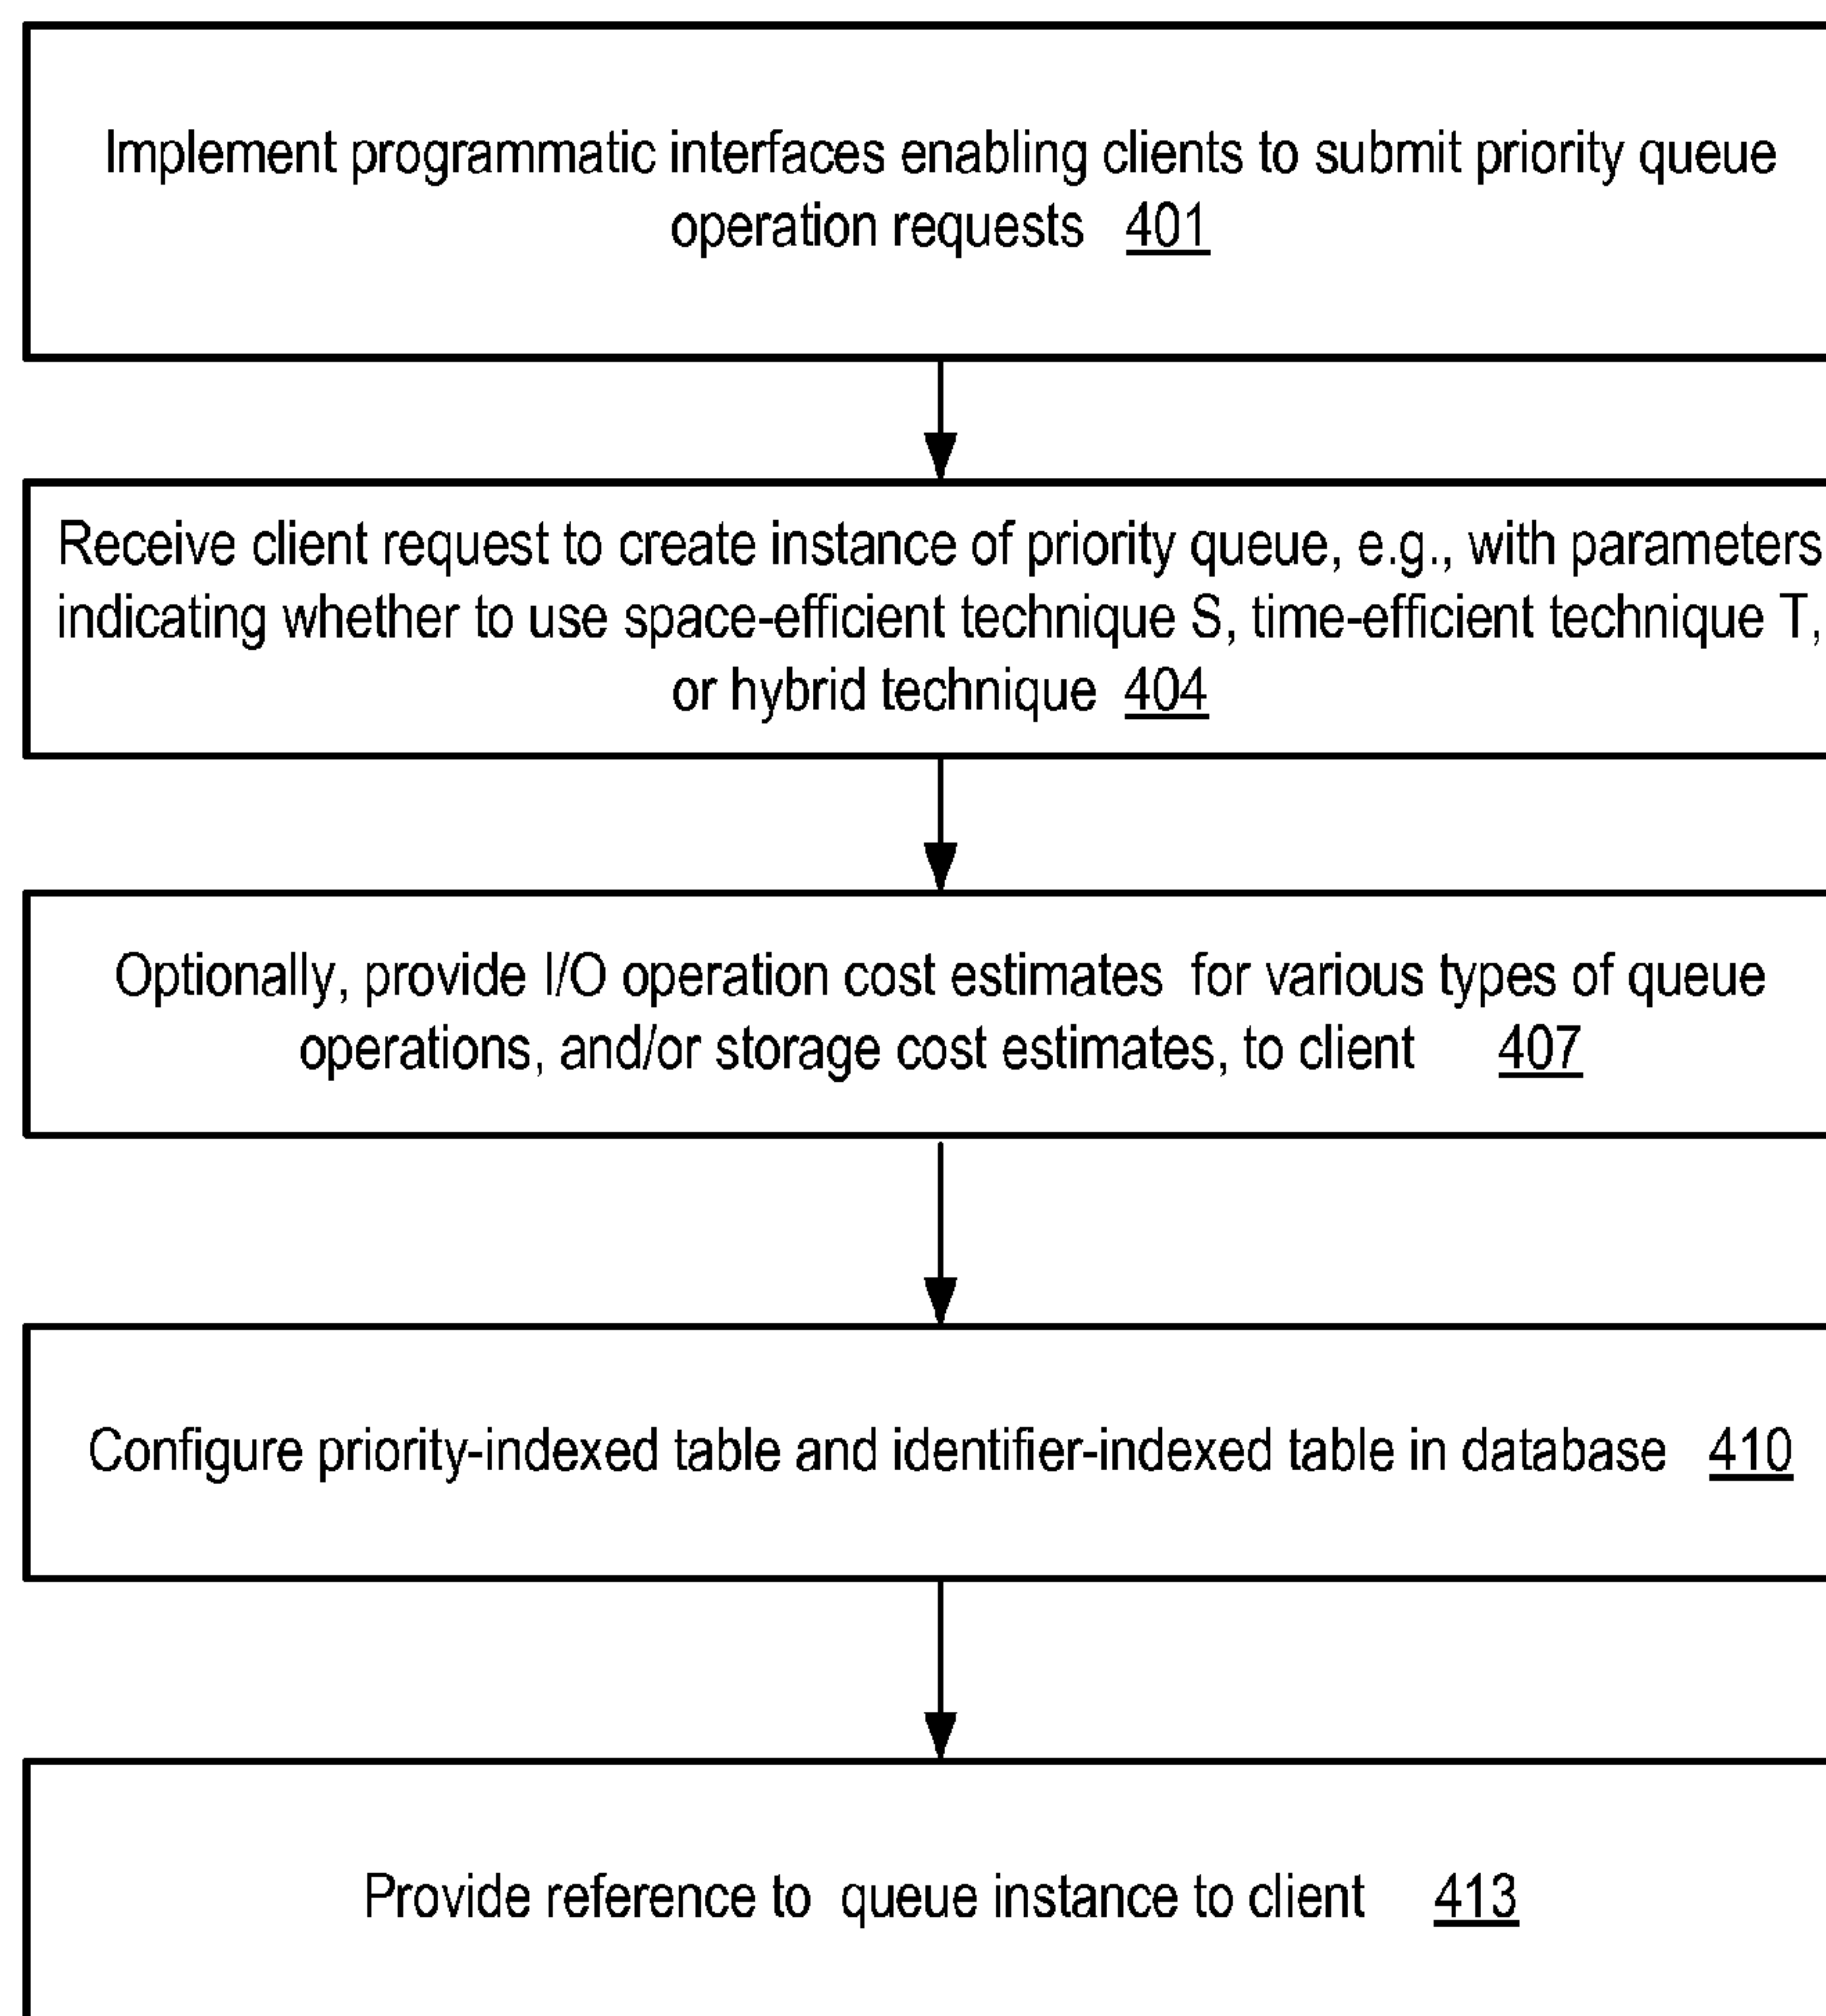 Implement programmatic interfaces enabling clients to submit priority queue
operation requests 401
Receive client request to create instance of priority queue, e.g., with parameters
indicating whether to use space-efficient technique S, time-efficient technique T,
or hybrid technique 404
Optionally, provide I/O operation cost estimates for various types of queue
operations, and/or storage cost estimates, to client 407
Configure priority-indexed table and identifier-indexed table in database 410
Provide reference to queue instance to client 413